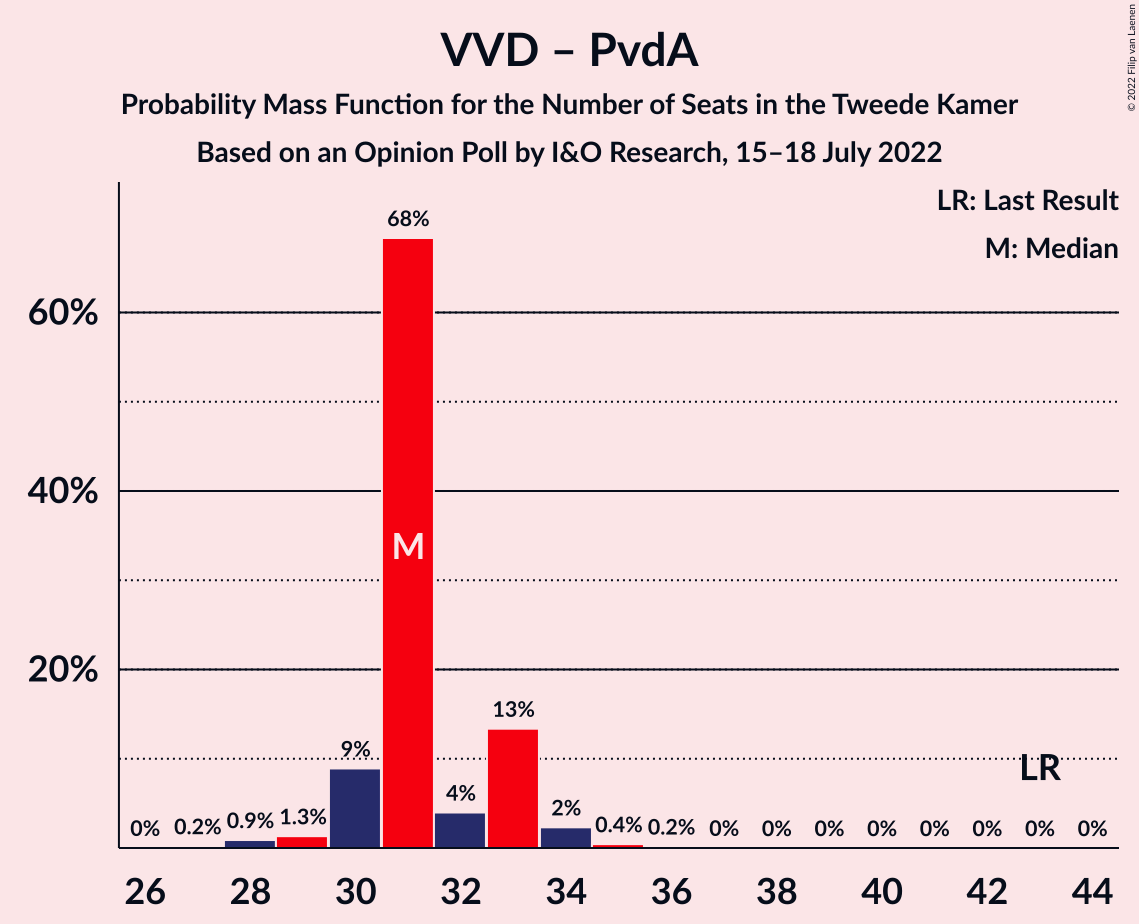 VVD – PvdA
Probability Mass Function for the Number of Seats in the Tweede Kamer
Based on an Opinion Poll by I&O Research, 15–18 July 2022
© 2022 Filip van Laenen
LR: Last Result
M: Median
60%
40%
20%
0% 0.2% 0.9% 1.3% 9% 68% 4% 13% 2% 0.4% 0.2% 0% 0% 0% 0% 0% 0% 0% 0%
M
LR
26 28 30 32 34 36 38 40 42 44